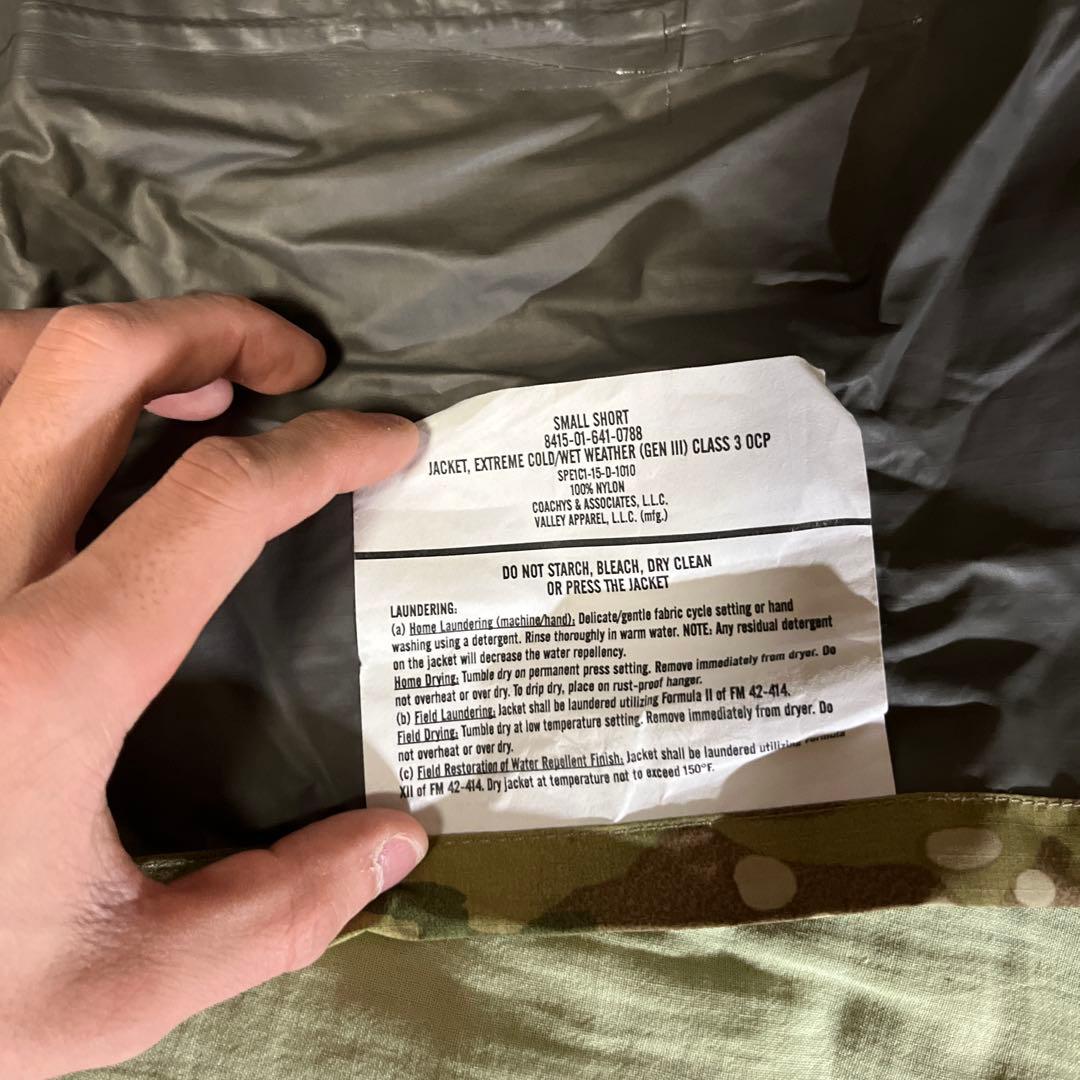 SMALL SHORT
8415-01-641-0788
JACKET, EXTREME COLD/WET WEATHER (GEN III) CLASS 3 OCP
SPE1C1-15-D-1010
100% NYLON
COACHYS & ASSOCIATES, L.L.C.
VALLEY APPAREL, L.L.C. (mfg.)
DO NOT STARCH, BLEACH, DRY CLEAN
OR PRESS THE JACKET
LAUNDERING:
(a) Home Laundering (machine/hand): Delicate/gentle fabric cycle setting or hand
washing using a detergent. Rinse thoroughly in warm water. NOTE: Any residual detergent
on the jacket will decrease the water repellency.
Home Drying: Tumble dry on permanent press setting. Remove immediately from dryer. Do
not overheat or over dry. To drip dry, place on rust-proof hanger.
(b) Field Laundering: Jacket shall be laundered utilizing Formula II of FM 42-414.
Field Drying: Tumble dry at low temperature setting. Remove immediately from dryer. Do
not overheat or over dry.
(c) Field Restoration of Water Repellent Finish: Jacket shall be laundered utilizing Formula
XII of FM 42-414. Dry jacket at temperature not to exceed 150°F.